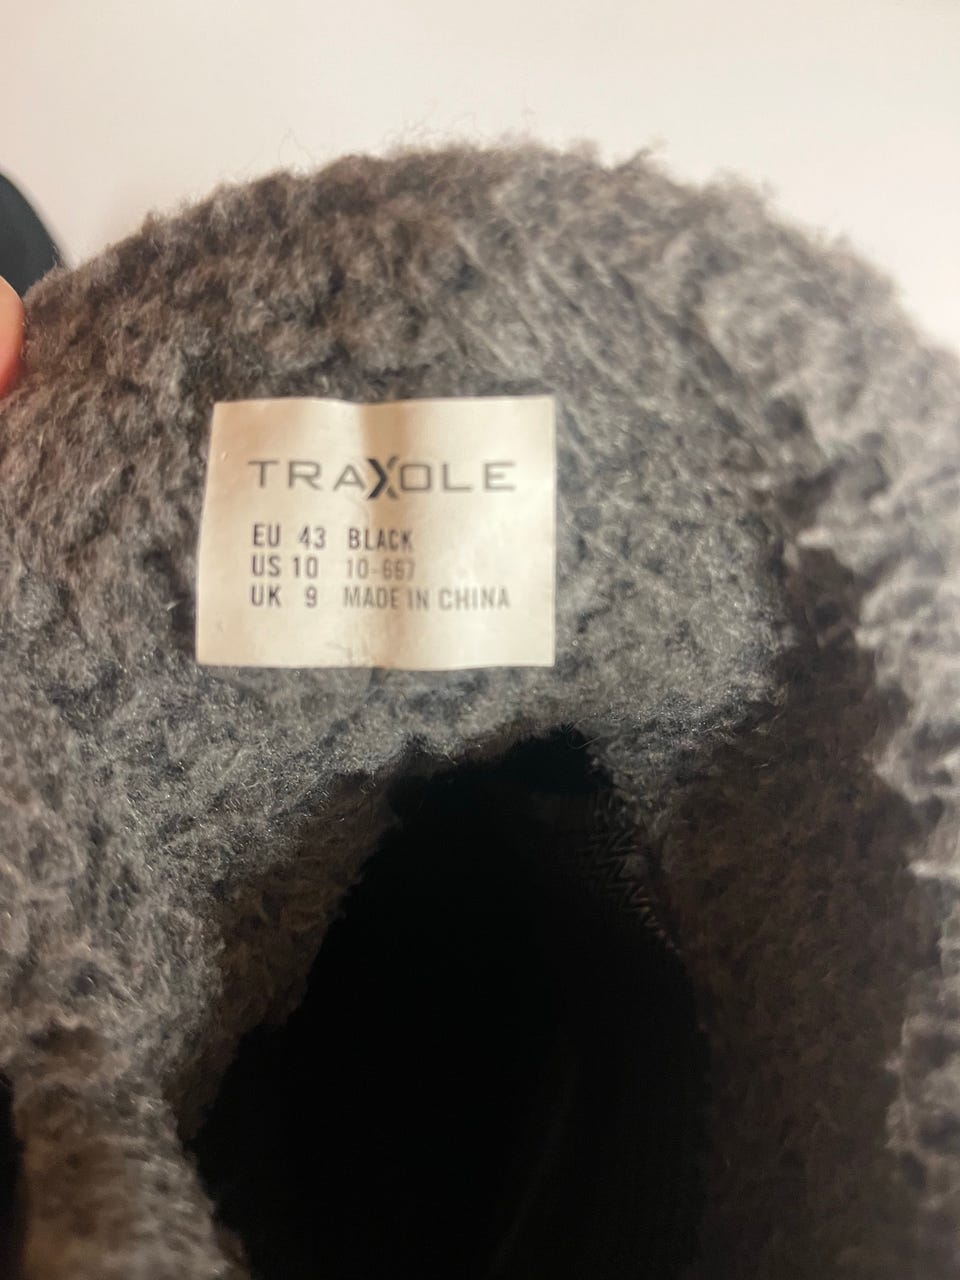 TRAXOLE
EU 43 BLACK
US 10 10-667
UK 9 MADE IN CHINA